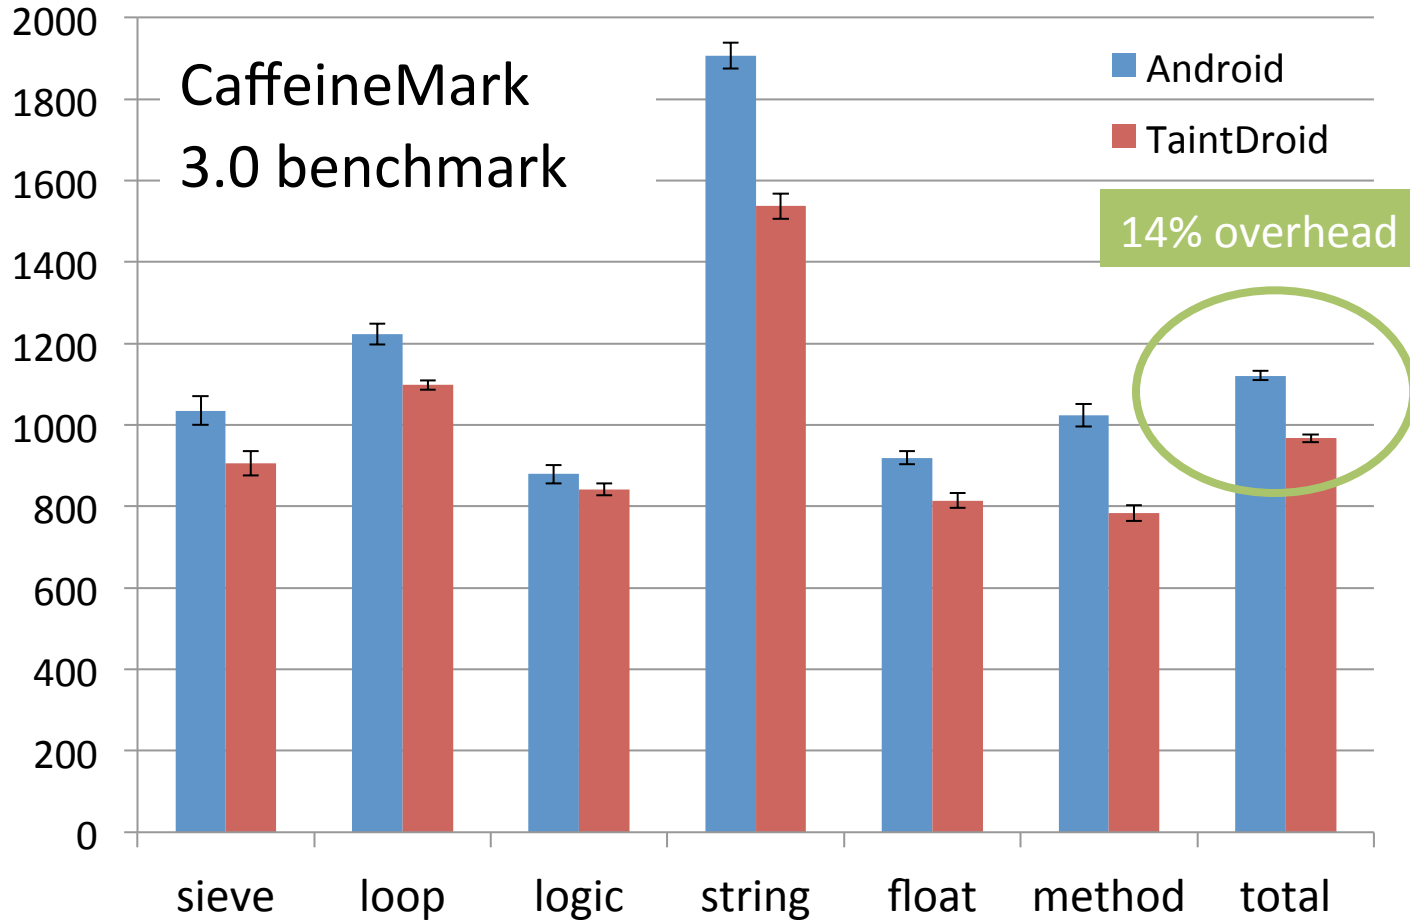 2000
1800
1600
1400
1200
1000
800
600
400
200
0
CaffeineMark
3.0 benchmark
Android
TaintDroid
14% overhead
sieve loop logic string float method total